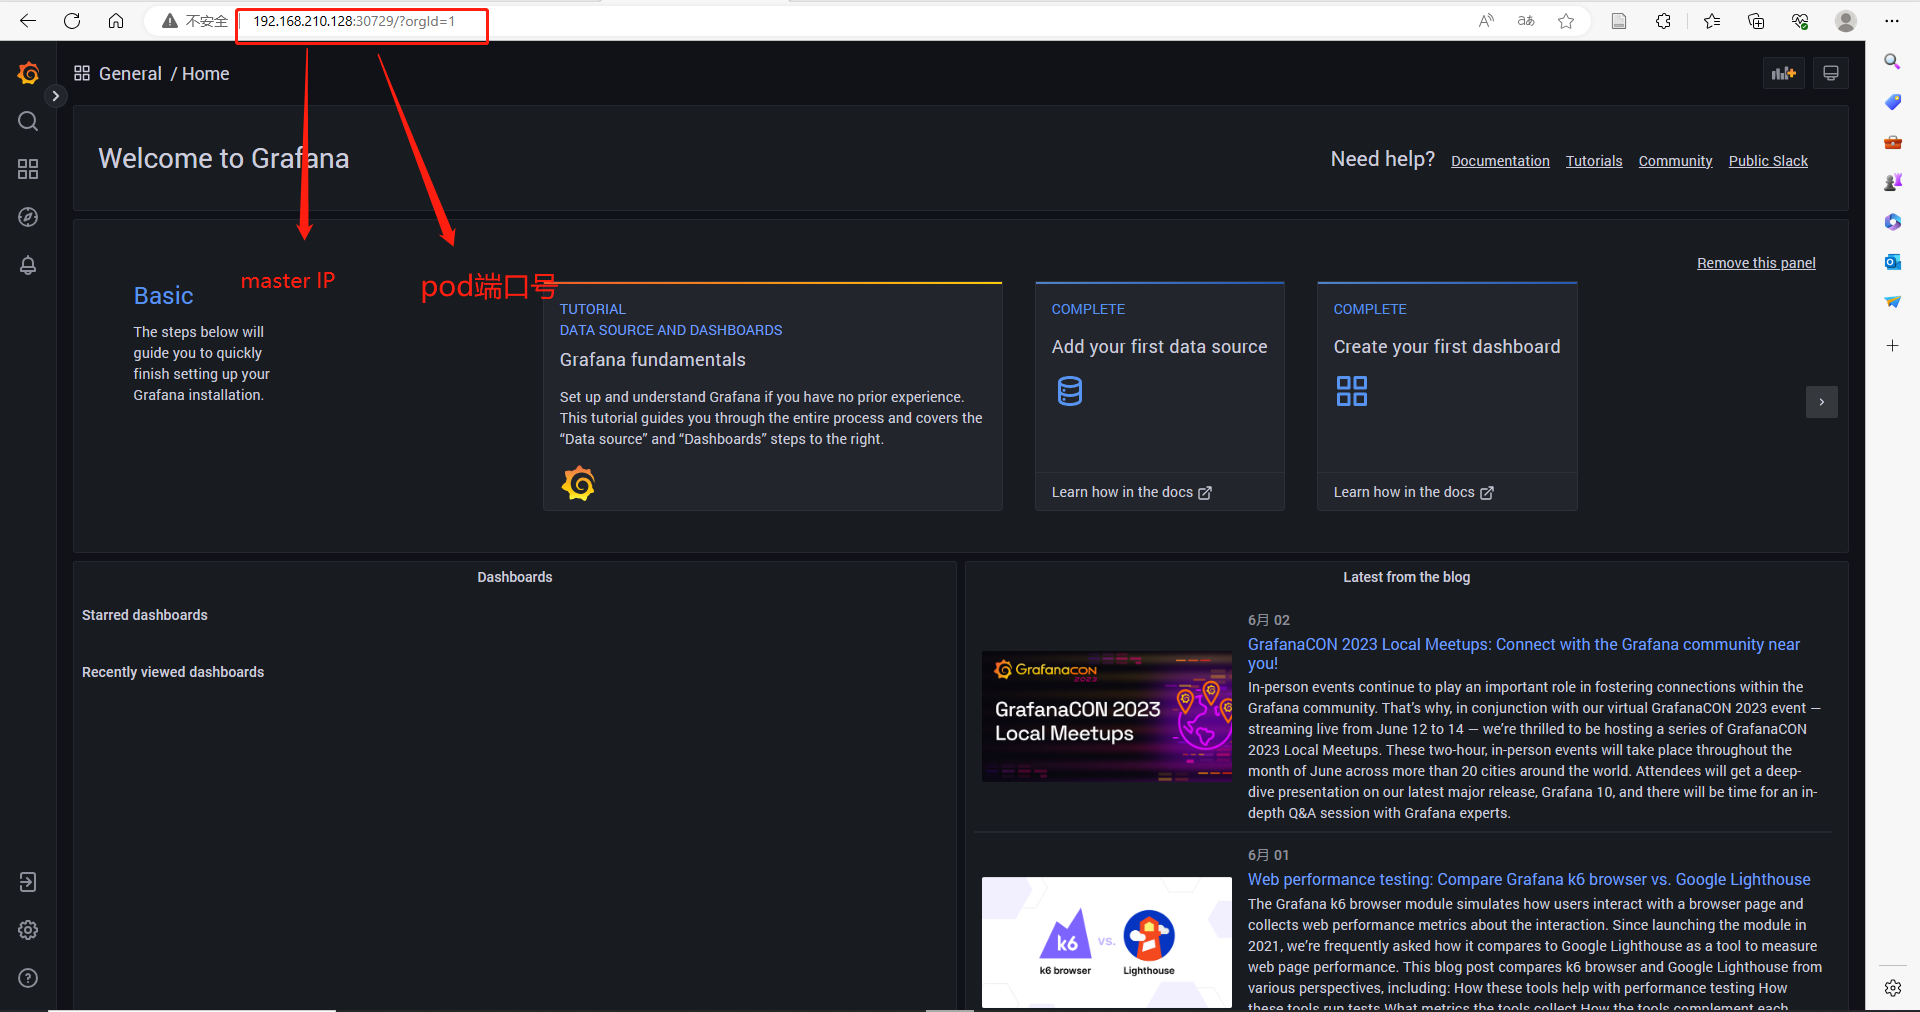 不安全
192.168.210.128:30729/?orgId=1
General / Home
Welcome to Grafana
Need help? Documentation Tutorials Community Public Slack
Remove this panel
master IP
pod端口号
Basic
The steps below will
guide you to quickly
finish setting up your
Grafana installation.
TUTORIAL
DATA SOURCE AND DASHBOARDS
Grafana fundamentals
Set up and understand Grafana if you have no prior experience.
This tutorial guides you through the entire process and covers the
“Data source” and “Dashboards” steps to the right.
COMPLETE
Add your first data source
Learn how in the docs
COMPLETE
Create your first dashboard
Learn how in the docs
Dashboards
Starred dashboards
Recently viewed dashboards
Latest from the blog
6月 02
GrafanaCON 2023 Local Meetups: Connect with the Grafana community near
you!
In-person events continue to play an important role in fostering connections within the
Grafana community. That’s why, in conjunction with our virtual GrafanaCON 2023 event —
streaming live from June 12 to 14 — we’re thrilled to be hosting a series of GrafanaCON
2023 Local Meetups. These two-hour, in-person events will take place throughout the
month of June across more than 20 cities around the world. Attendees will get a deep-
dive presentation on our latest major release, Grafana 10, and there will be time for an in-
depth Q&A session with Grafana experts.
GrafanaCON
2023
GrafanaCON 2023
Local Meetups
6月 01
Web performance testing: Compare Grafana k6 browser vs. Google Lighthouse
The Grafana k6 browser module simulates how users interact with a browser page and
collects web performance metrics about the interaction. Since launching the module in
2021, we’re frequently asked how it compares to Google Lighthouse as a tool to measure
web page performance. This blog post compares k6 browser and Google Lighthouse from
various perspectives, including: How these tools help with performance testing How
these tools run tests What metrics the tools collect How the tools complement each
k6
vs.
k6 browser
Lighthouse